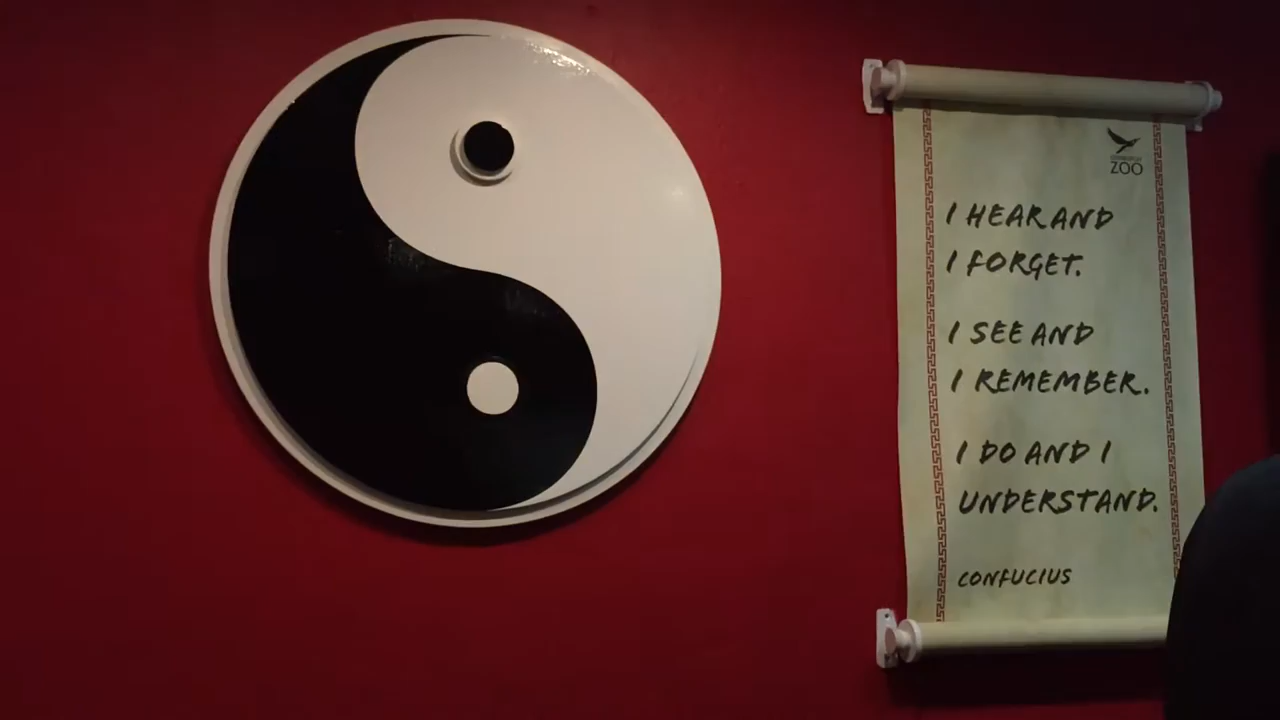 ZOO
I HEAR AND
I FORGET.
I SEE AND
I REMEMBER.
I DO AND I
UNDERSTAND.
CONFUCIUS